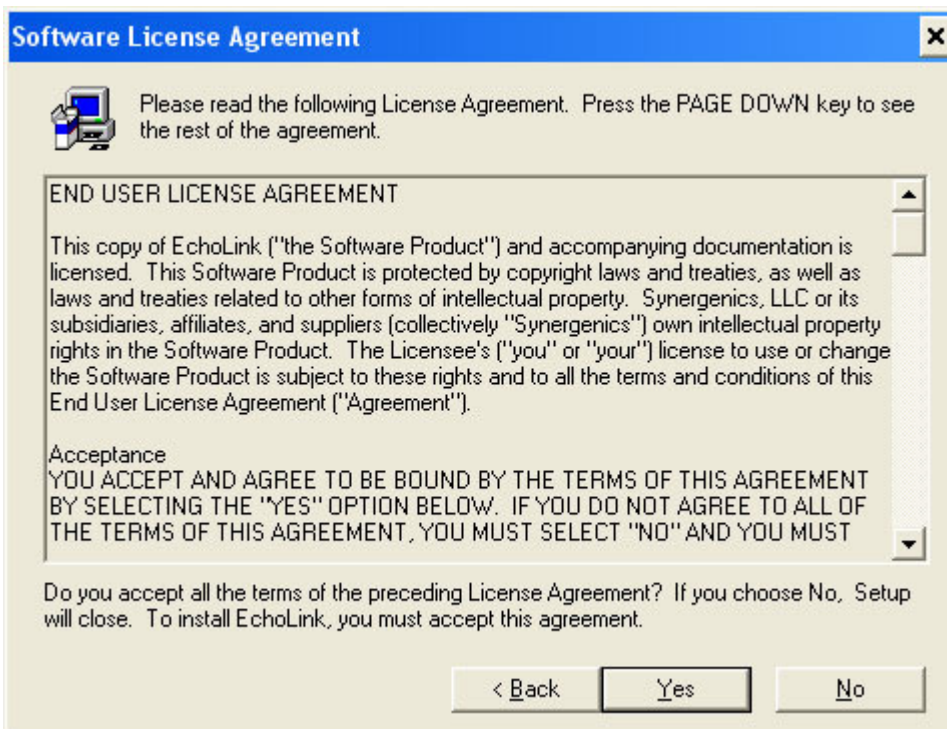 Software License Agreement
Please read the following License Agreement.  Press the PAGE DOWN key to see
the rest of the agreement.
END USER LICENSE AGREEMENT
This copy of EchoLink ("the Software Product") and accompanying documentation is
licensed.  This Software Product is protected by copyright laws and treaties, as well as
laws and treaties related to other forms of intellectual property.  Synergenics, LLC or its
subsidiaries, affiliates, and suppliers (collectively "Synergenics") own intellectual property
rights in the Software Product.  The Licensee's ("you" or "your") license to use or change
the Software Product is subject to these rights and to all the terms and conditions of this
End User License Agreement ("Agreement").
Acceptance
YOU ACCEPT AND AGREE TO BE BOUND BY THE TERMS OF THIS AGREEMENT
BY SELECTING THE "YES" OPTION BELOW.  IF YOU DO NOT AGREE TO ALL OF
THE TERMS OF THIS AGREEMENT, YOU MUST SELECT "NO" AND YOU MUST
Do you accept all the terms of the preceding License Agreement?  If you choose No,  Setup
will close.  To install EchoLink, you must accept this agreement.
< Back
Yes
No